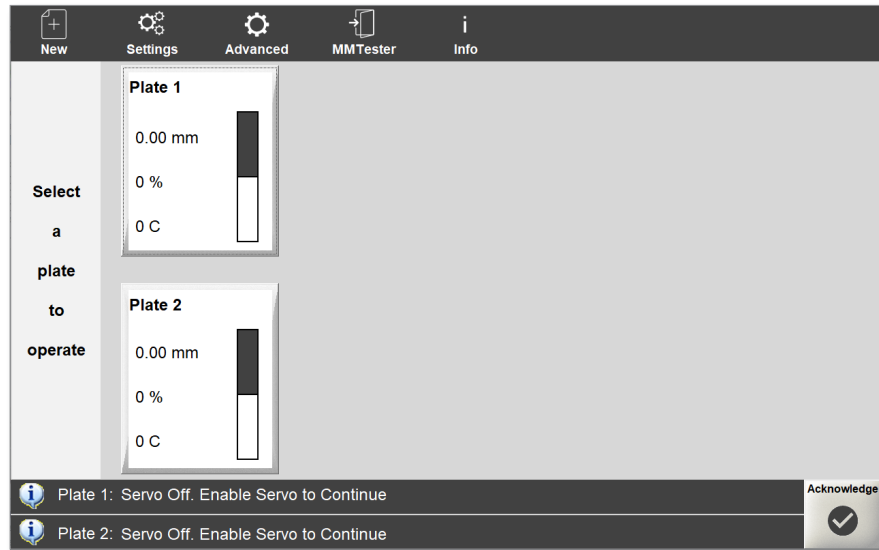 New
Settings
Advanced
MMTester
Info
Select
a
plate
to
operate
Plate 1
0.00 mm
0 %
0 C
Plate 2
0.00 mm
0 %
0 C
Plate 1: Servo Off. Enable Servo to Continue
Plate 2: Servo Off. Enable Servo to Continue
Acknowledge